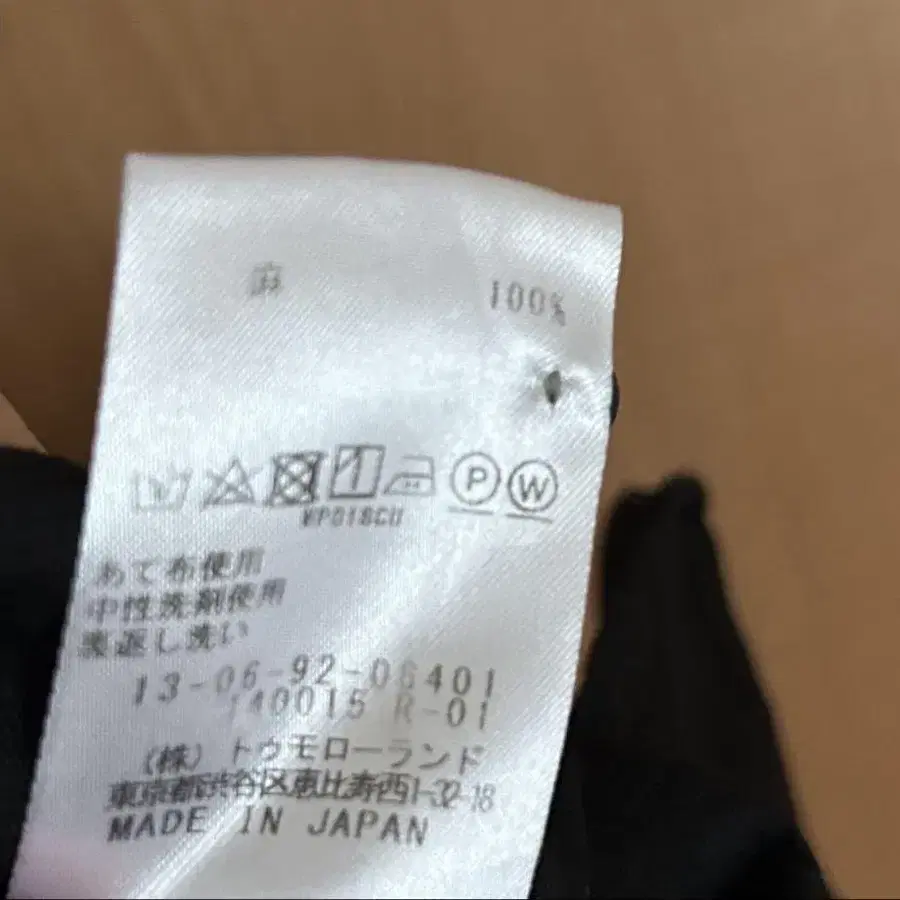 麻 100%
P W
WP018CU
あて布使用
中性洗剤使用
裏返し洗い
13-06-92-06401
140015 R-01
(株)トゥモローランド
東京都渋谷区恵比寿西1-32-18
MADE IN JAPAN